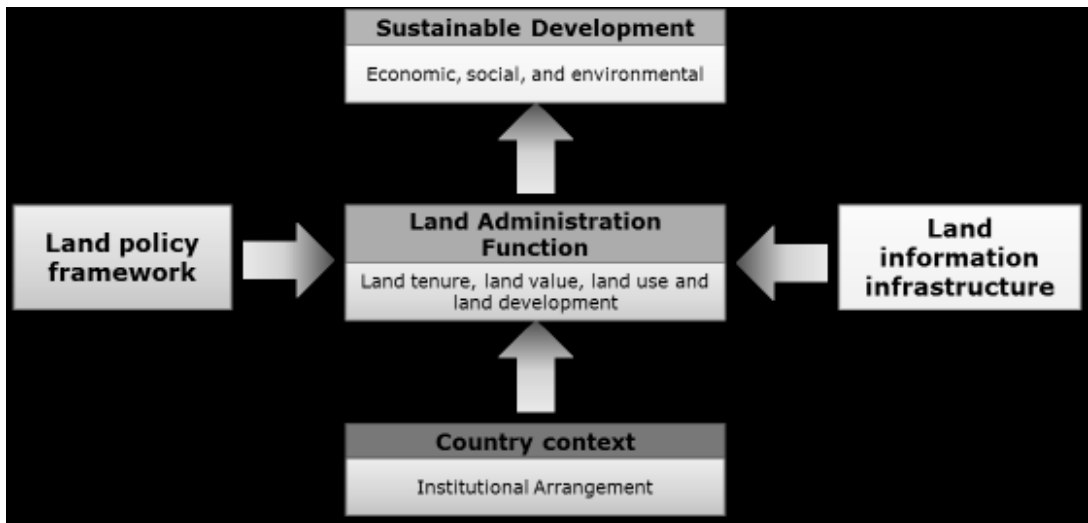 Sustainable Development
Economic, social, and environmental
Land policy
framework
Land Administration
Function
Land tenure, land value, land use and
land development
Land
information
infrastructure
Country context
Institutional Arrangement